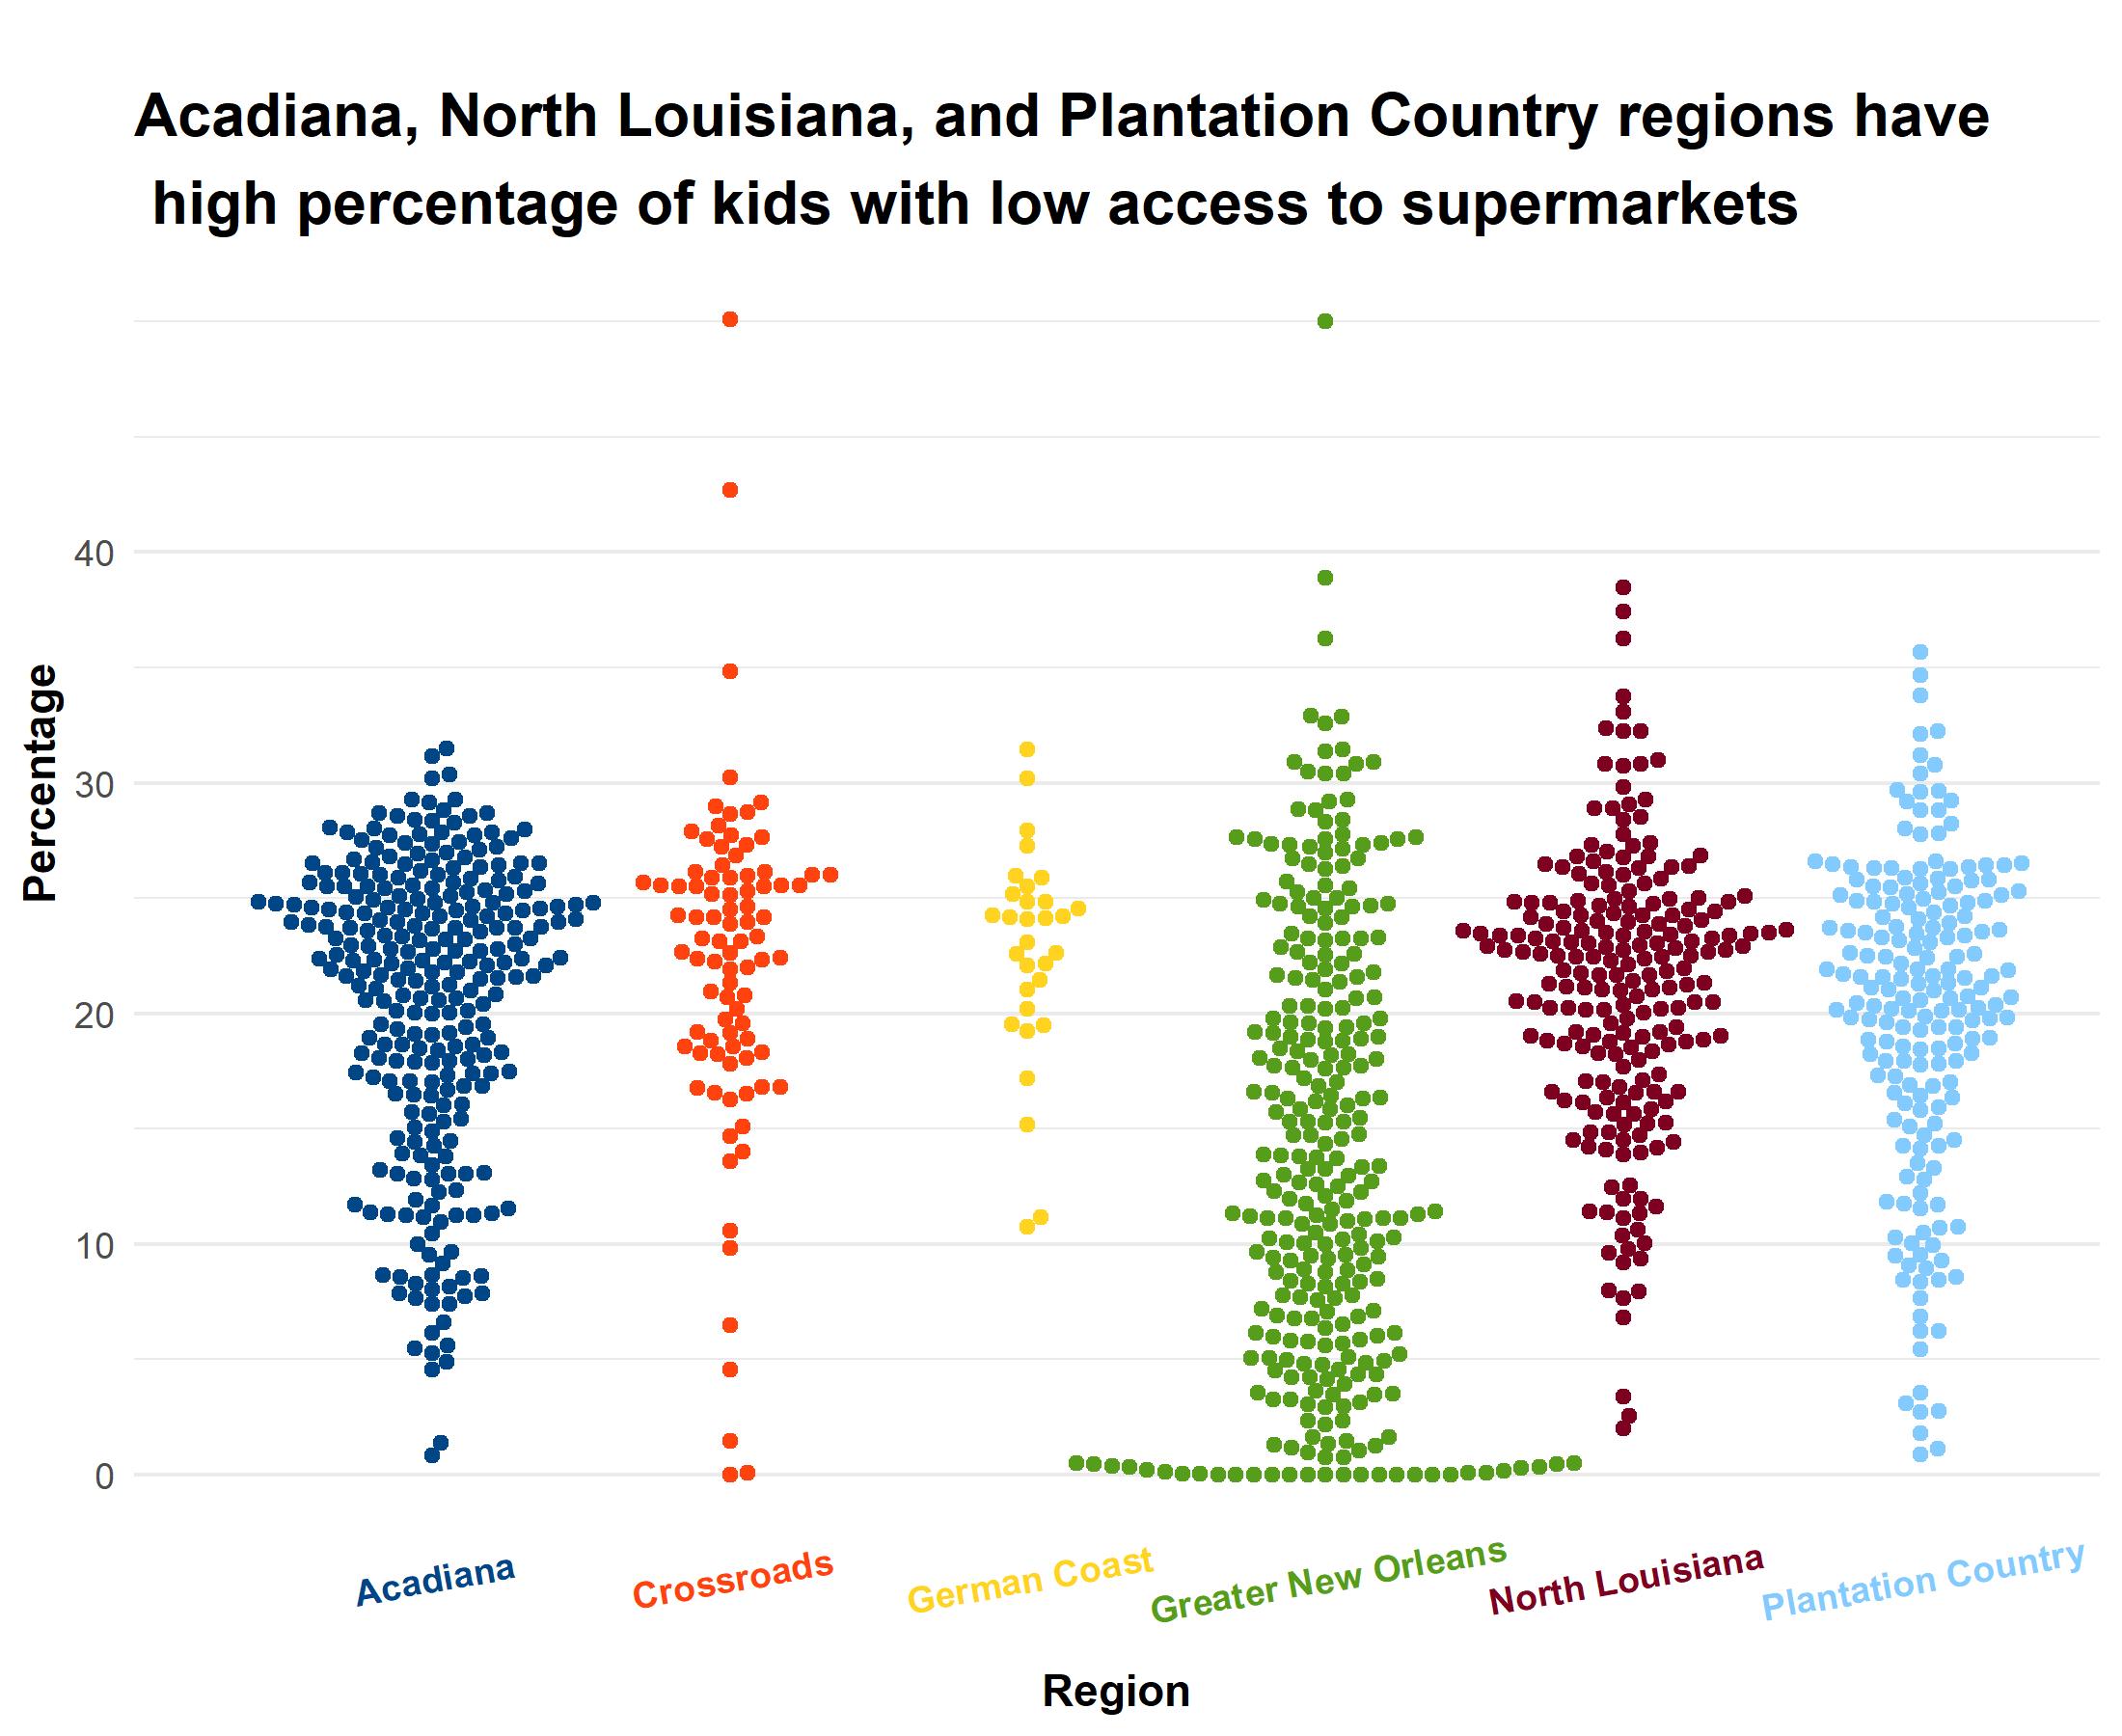 Acadiana, North Louisiana, and Plantation Country regions have
high percentage of kids with low access to supermarkets
Percentage
40
30
20
10
0
Acadiana
Crossroads
German Coast
Greater New Orleans
North Louisiana
Plantation Country
Region